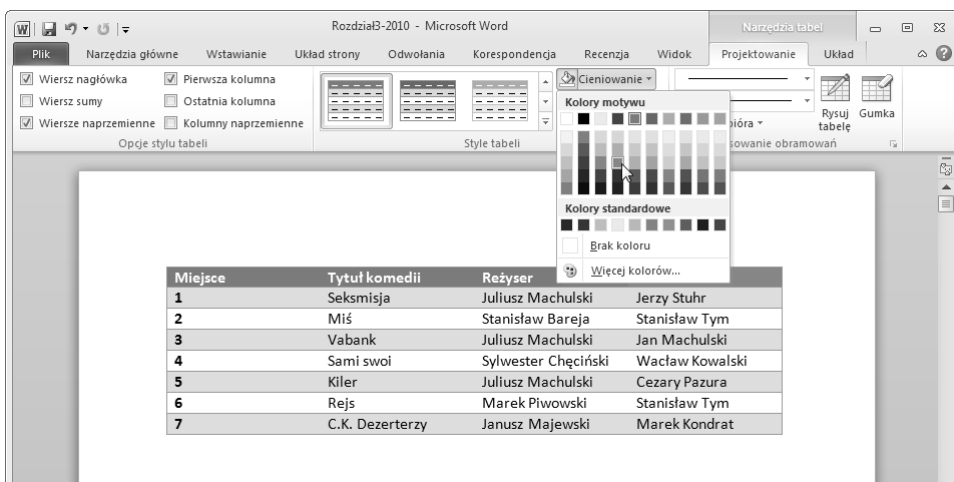 Rozdział3-2010 - Microsoft Word
Narzędzia tabel
Plik Narzędzia główne Wstawianie Układ strony Odwołania Korespondencja Recenzja Widok Projektowanie Układ
Wiersz nagłówka Pierwsza kolumna
Wiersz sumy Ostatnia kolumna
Wiersze naprzemienne Kolumny naprzemienne
Opcje stylu tabeli
Style tabeli
Cieniowanie
Kolory motywu
Kolory standardowe
Brak koloru
Więcej kolorów...
pióra
Rysuj tabelę
Gumka
sowanie obramowań
Miejsce Tytuł komedii Reżyser
1 Seksmisja Juliusz Machulski Jerzy Stuhr
2 Miś Stanisław Bareja Stanisław Tym
3 Vabank Juliusz Machulski Jan Machulski
4 Sami swoi Sylwester Chęciński Wacław Kowalski
5 Kiler Juliusz Machulski Cezary Pazura
6 Rejs Marek Piwowski Stanisław Tym
7 C.K. Dezerterzy Janusz Majewski Marek Kondrat